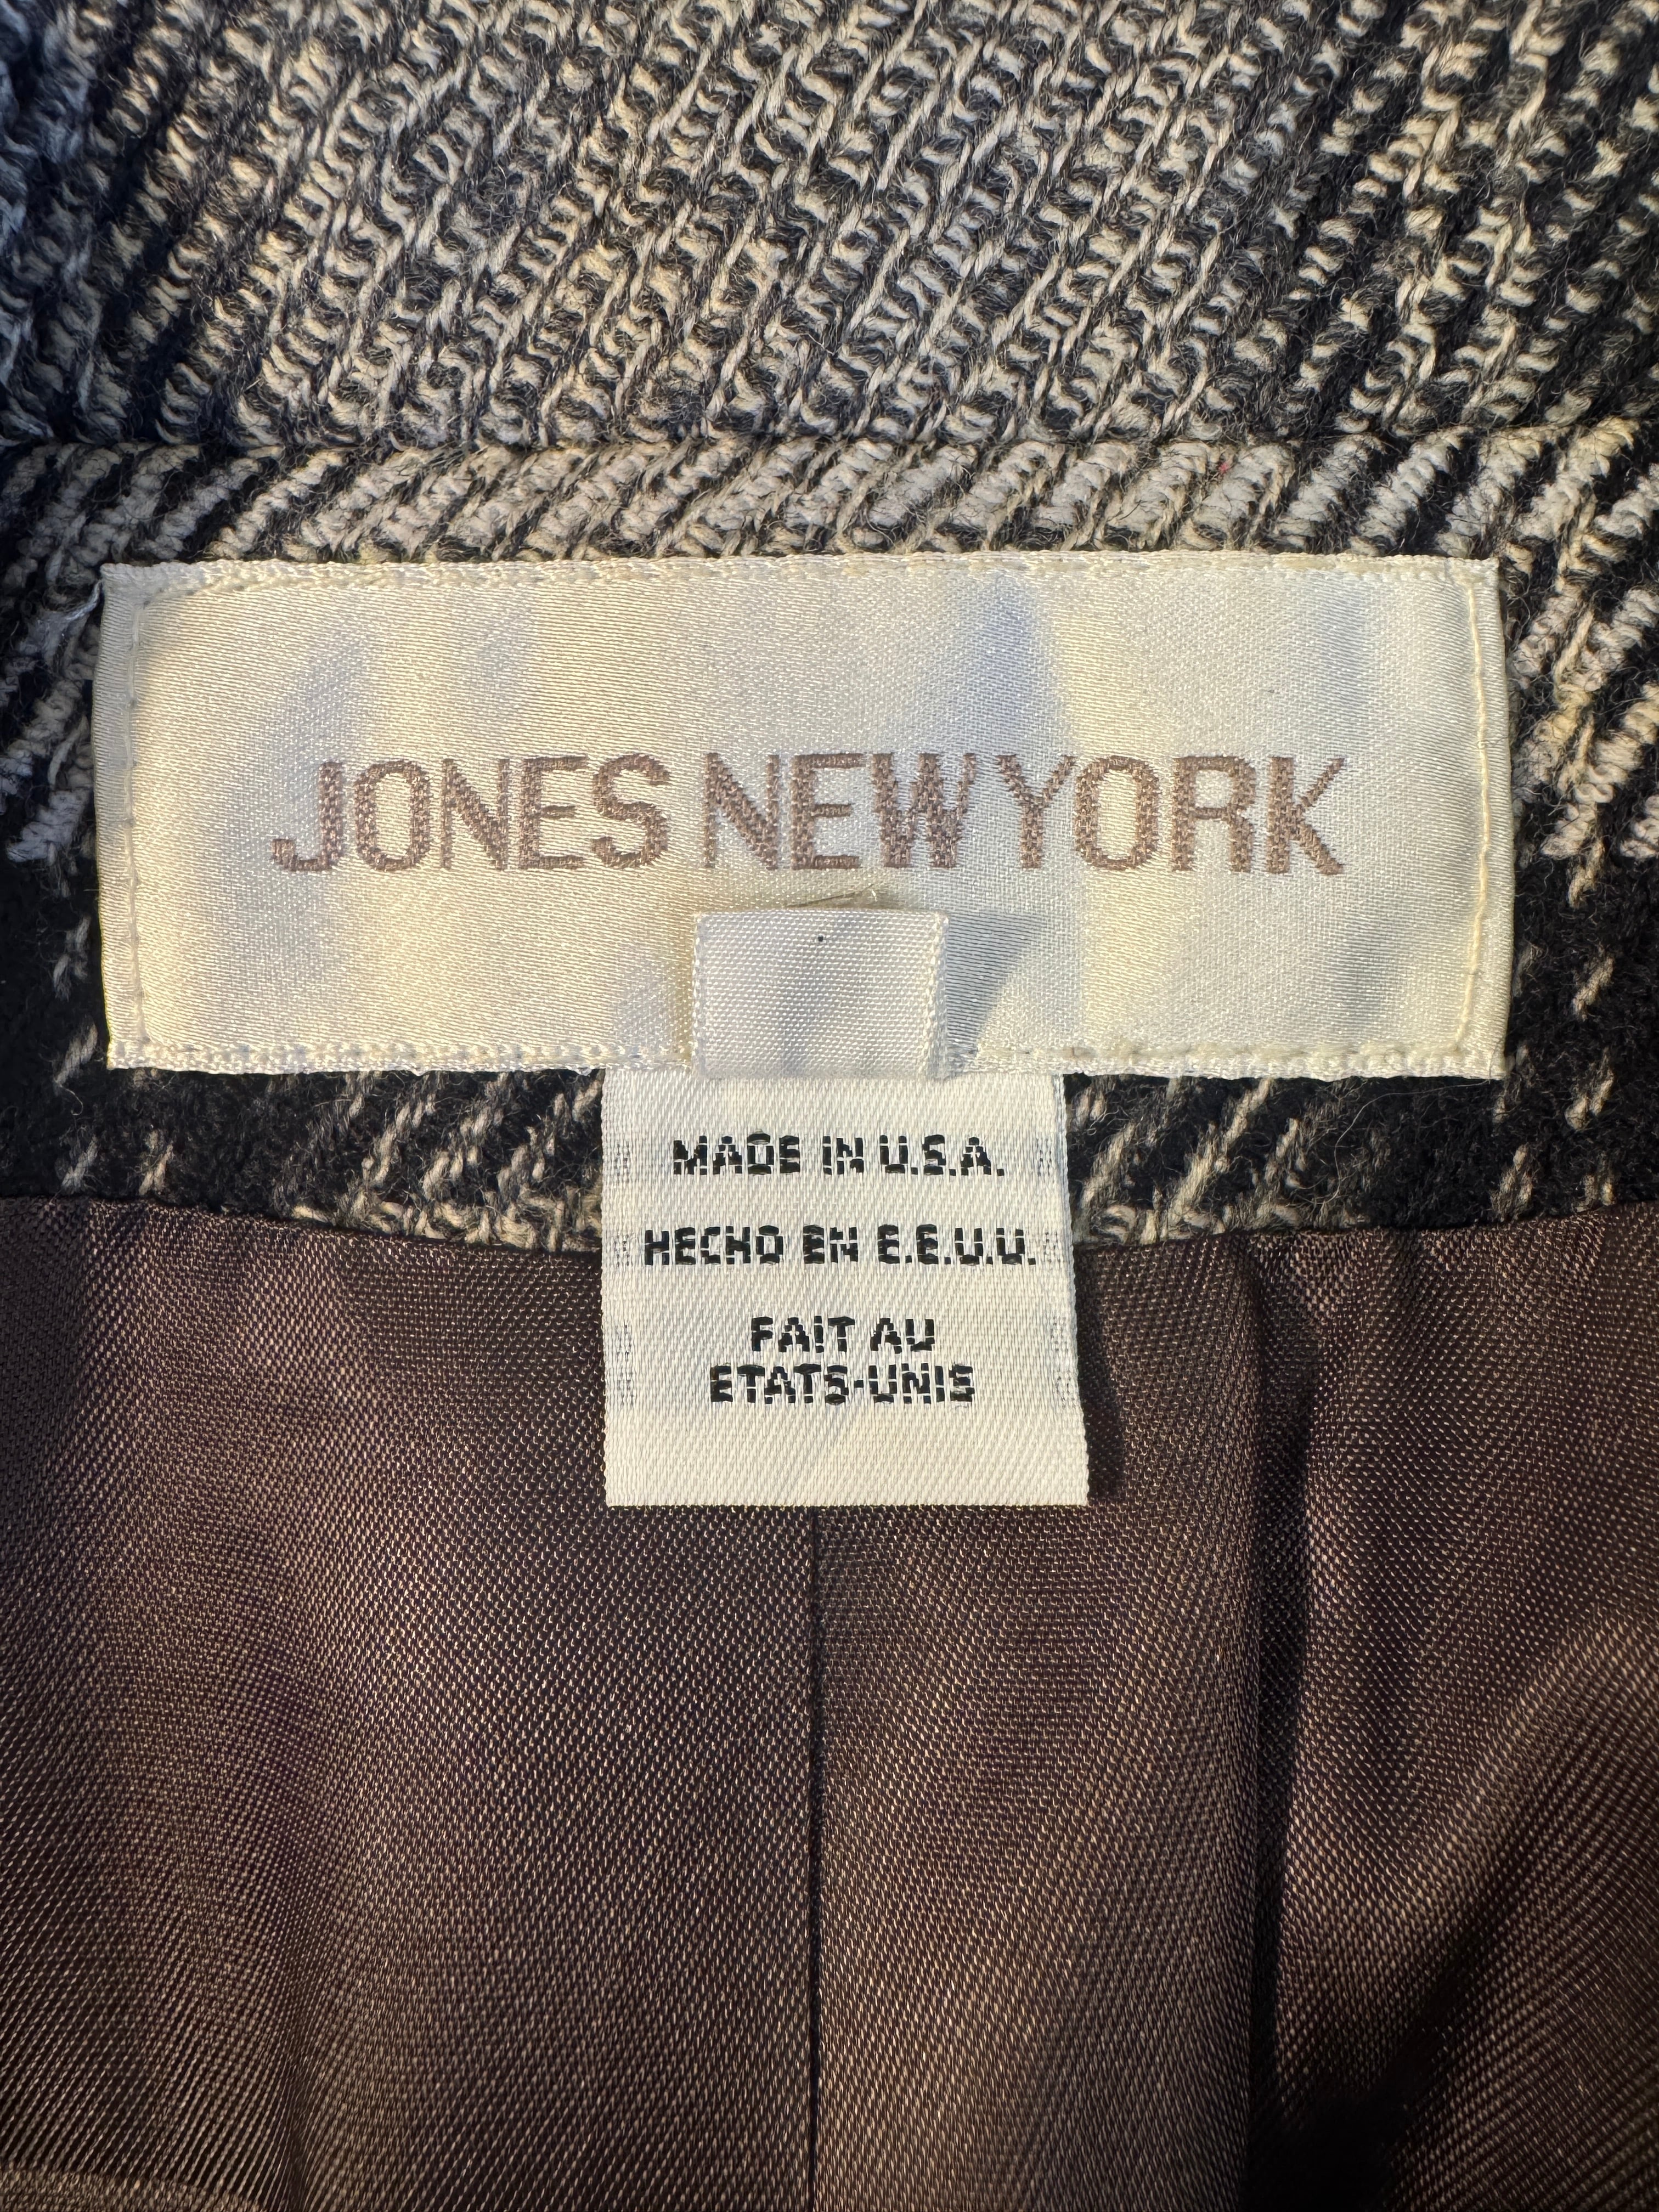 JONES NEW YORK
MADE IN U.S.A.
HECHO EN E.E.U.U.
FAIT AU
ETATS-UNIS